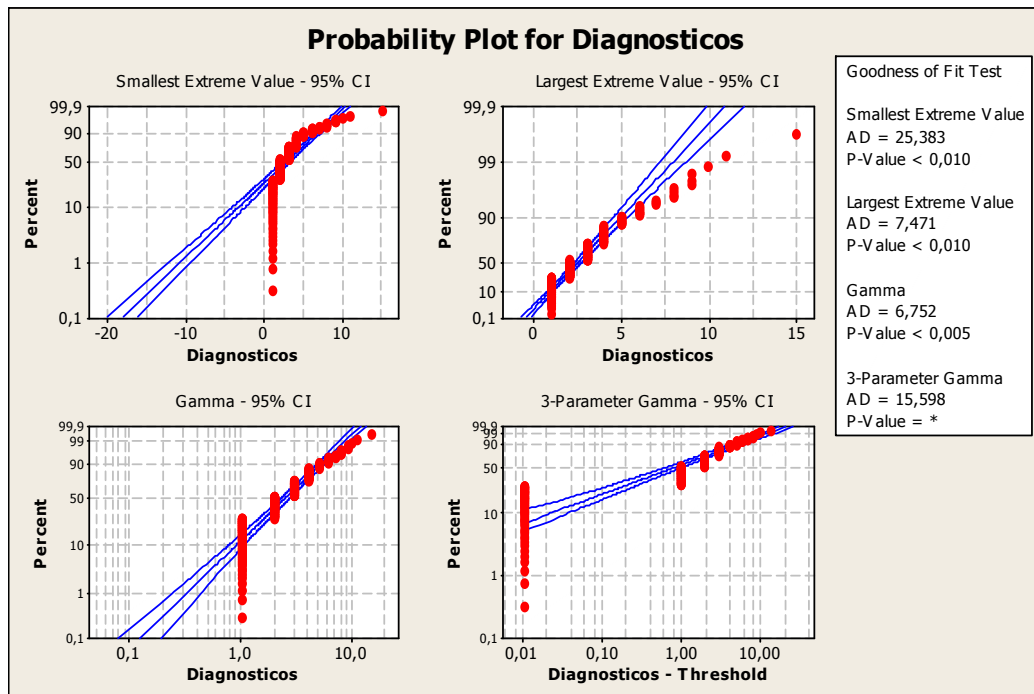 Probability Plot for Diagnosticos
Smallest Extreme Value - 95% CI
99,9
90
50
10
1
0,1
Percent
-20
-10
0
10
Diagnosticos
Largest Extreme Value - 95% CI
99,9
99
90
50
10
0,1
Percent
0
5
10
15
Diagnosticos
Gamma - 95% CI
99,9
99
90
50
10
1
0,1
Percent
0,1
1,0
10,0
Diagnosticos
3-Parameter Gamma - 95% CI
99,9
99
90
50
10
1
0,1
Percent
0,01
0,10
1,00
10,00
Diagnosticos - Threshold
Goodness of Fit Test
Smallest Extreme Value
AD = 25,383
P-Value < 0,010
Largest Extreme Value
AD = 7,471
P-Value < 0,010
Gamma
AD = 6,752
P-Value < 0,005
3-Parameter Gamma
AD = 15,598
P-Value = *